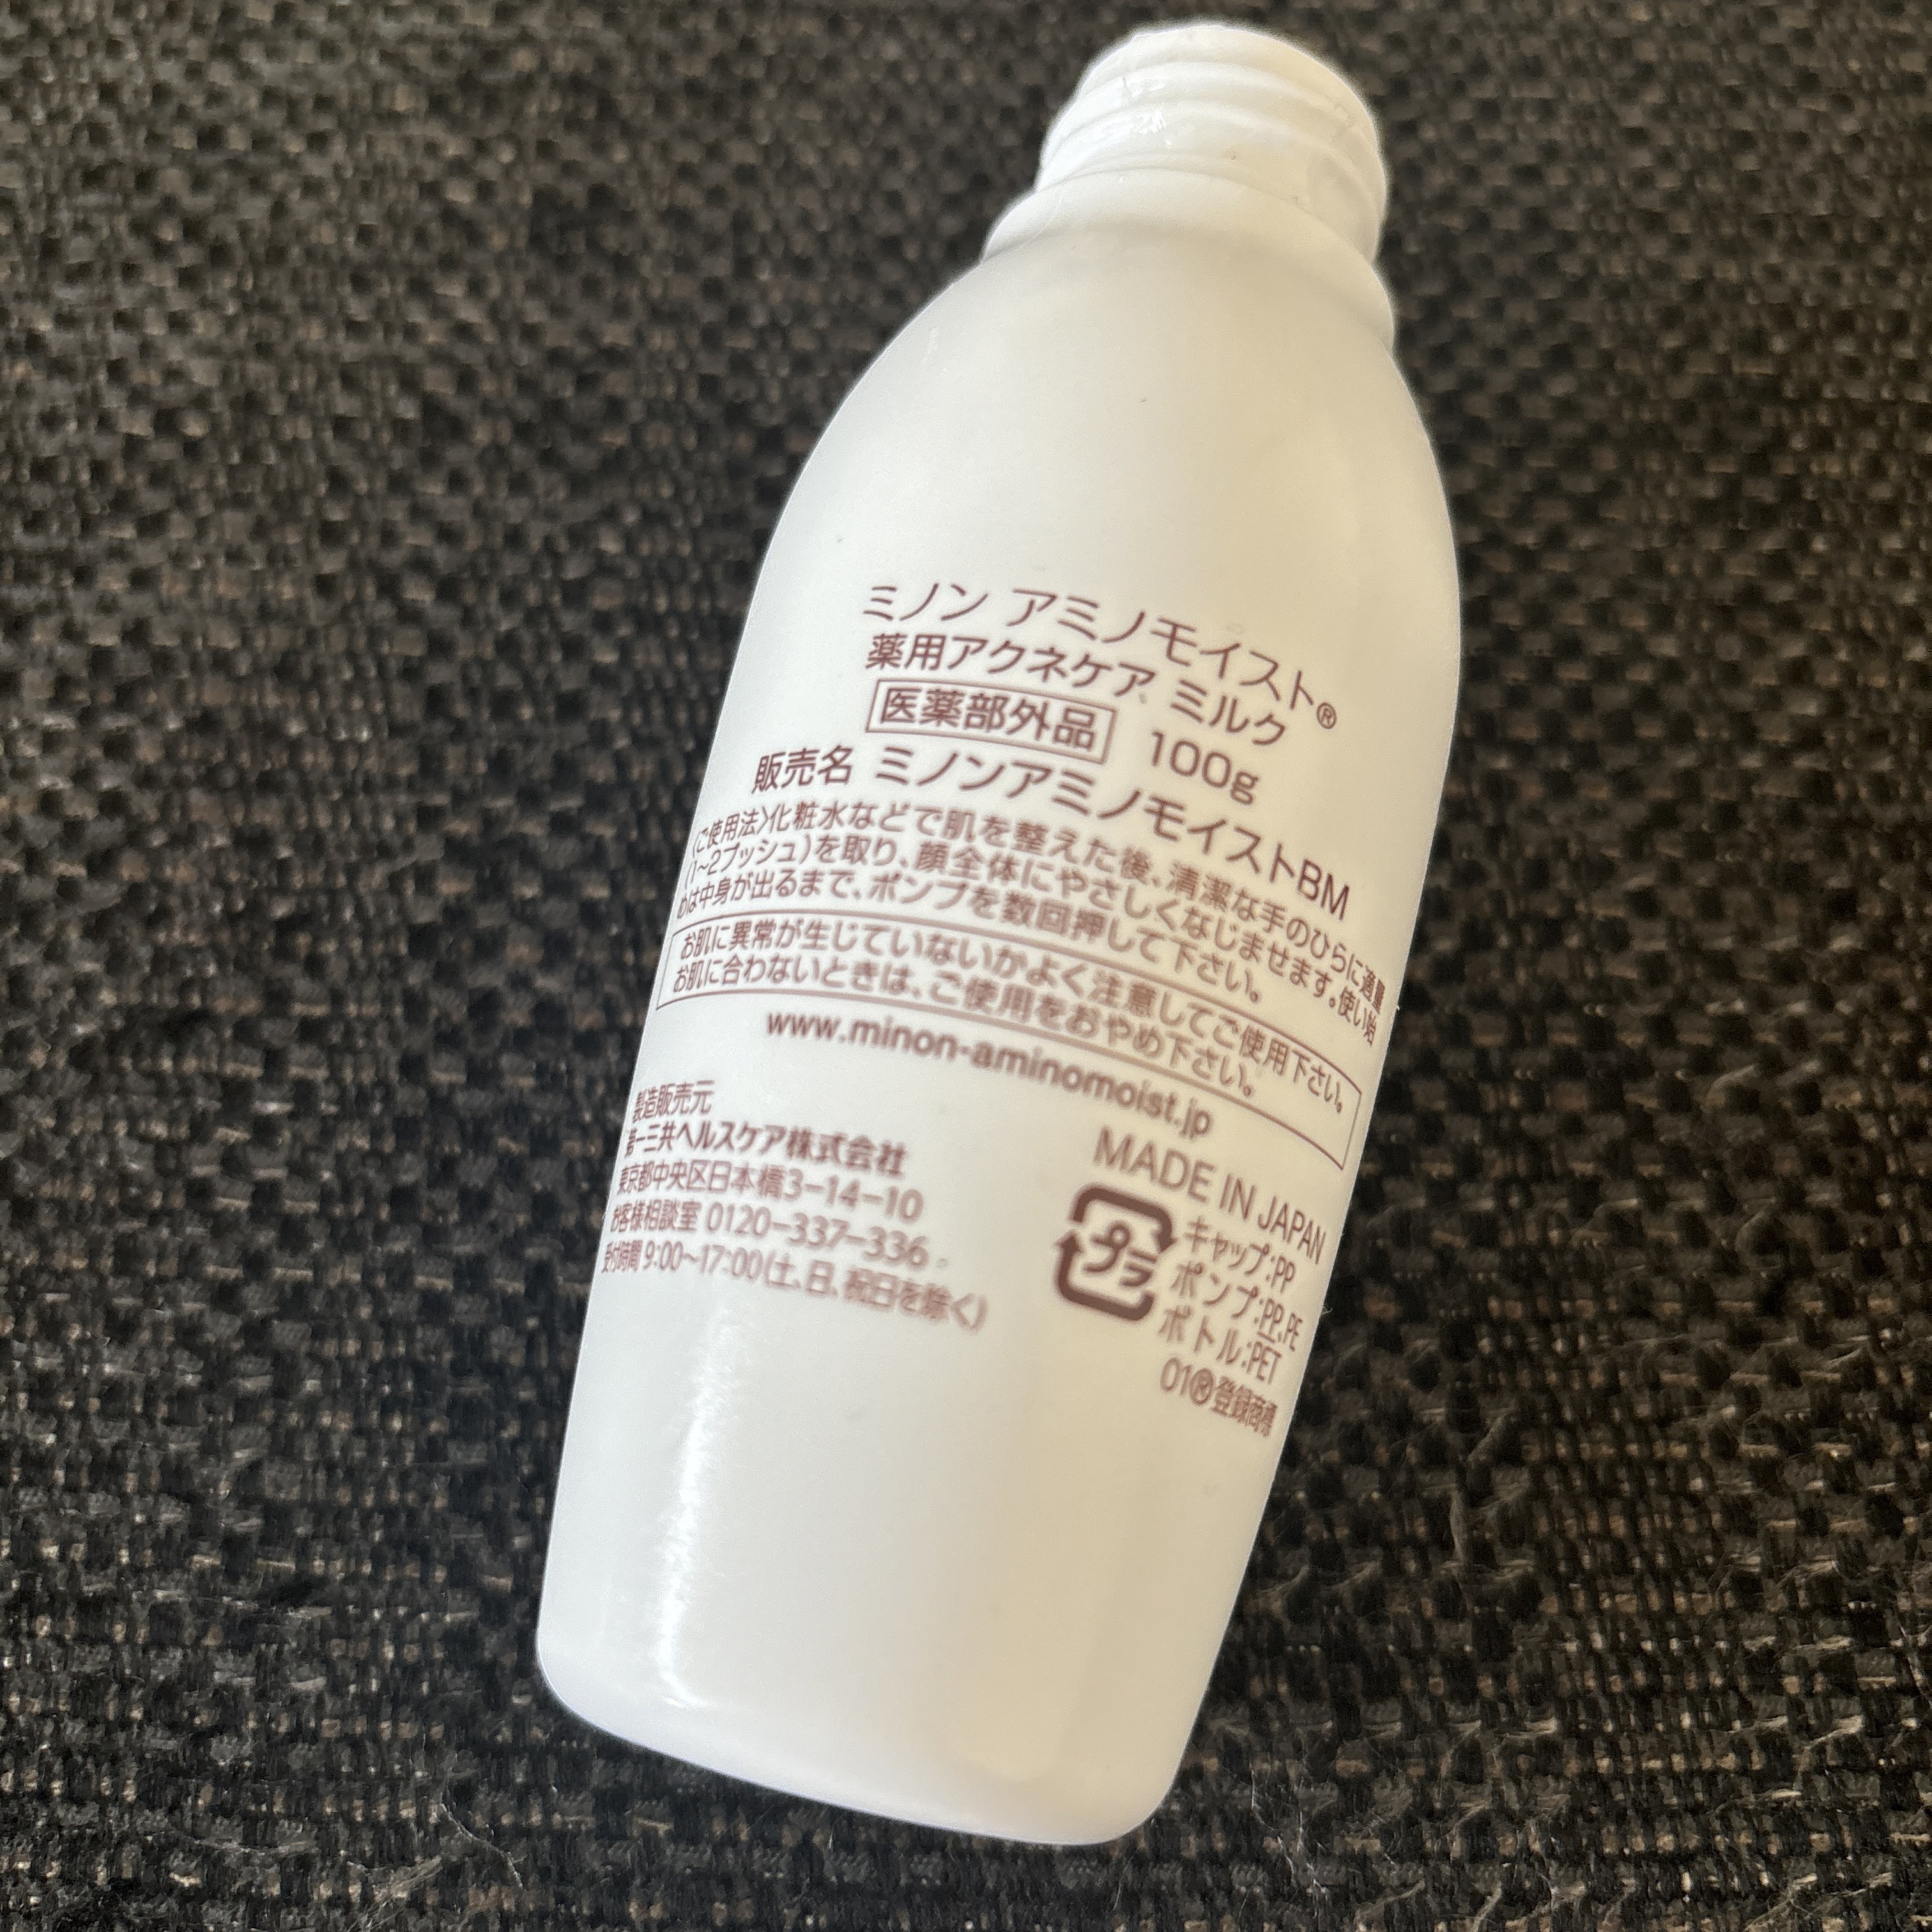 ミノン アミノモイスト®
薬用アクネケア ミルク
医薬部外品 100g
販売名 ミノンアミノモイストBM
〈ご使用法〉化粧水などで肌を整えた後、清潔な手のひらに適量
(1~2プッシュ)を取り、顔全体にやさしくなじませます。使い始
めは中身が出るまで、ポンプを数回押して下さい。
お肌に異常が生じていないかよく注意してご使用下さい。
お肌に合わないときは、ご使用をおやめ下さい。
www.minon-aminomoist.jp
製造販売元
第一三共ヘルスケア株式会社
東京都中央区日本橋3-14-10
お客様相談室 0120-337-336
受付時間 9:00~17:00(土、日、祝日を除く)
MADE IN JAPAN
プラ
キャップ:PP
ポンプ:PP,PE
ボトル:PET
01®登録商標